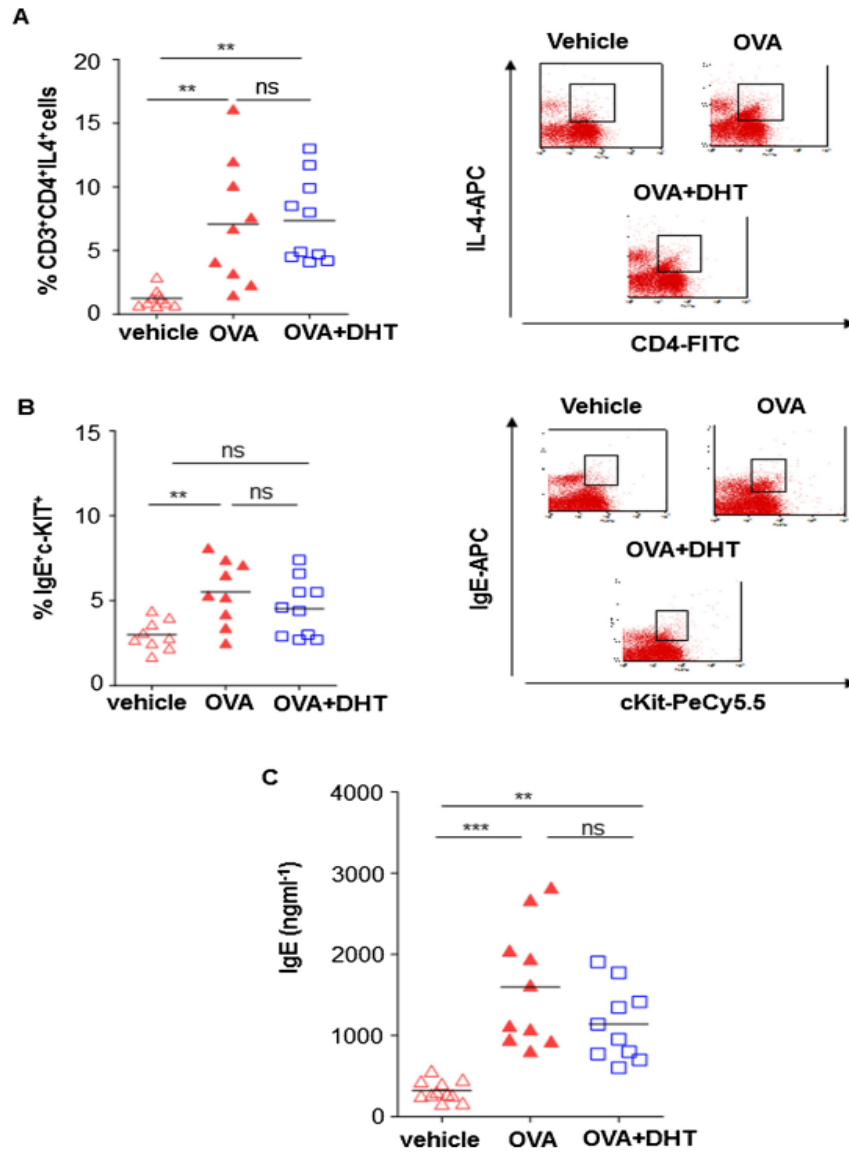 A
% CD3⁺CD4⁺IL4⁺cells
20
15
10
5
0
**
**
ns
vehicle OVA OVA+DHT
Vehicle OVA
OVA+DHT
IL-4-APC
CD4-FITC
B
% IgE⁺c-KIT⁺
15
10
5
0
ns
**
ns
vehicle OVA OVA+DHT
Vehicle OVA
OVA+DHT
IgE-APC
cKit-PeCy5.5
C
IgE (ngml⁻¹)
4000
3000
2000
1000
0
**
***
ns
vehicle OVA OVA+DHT